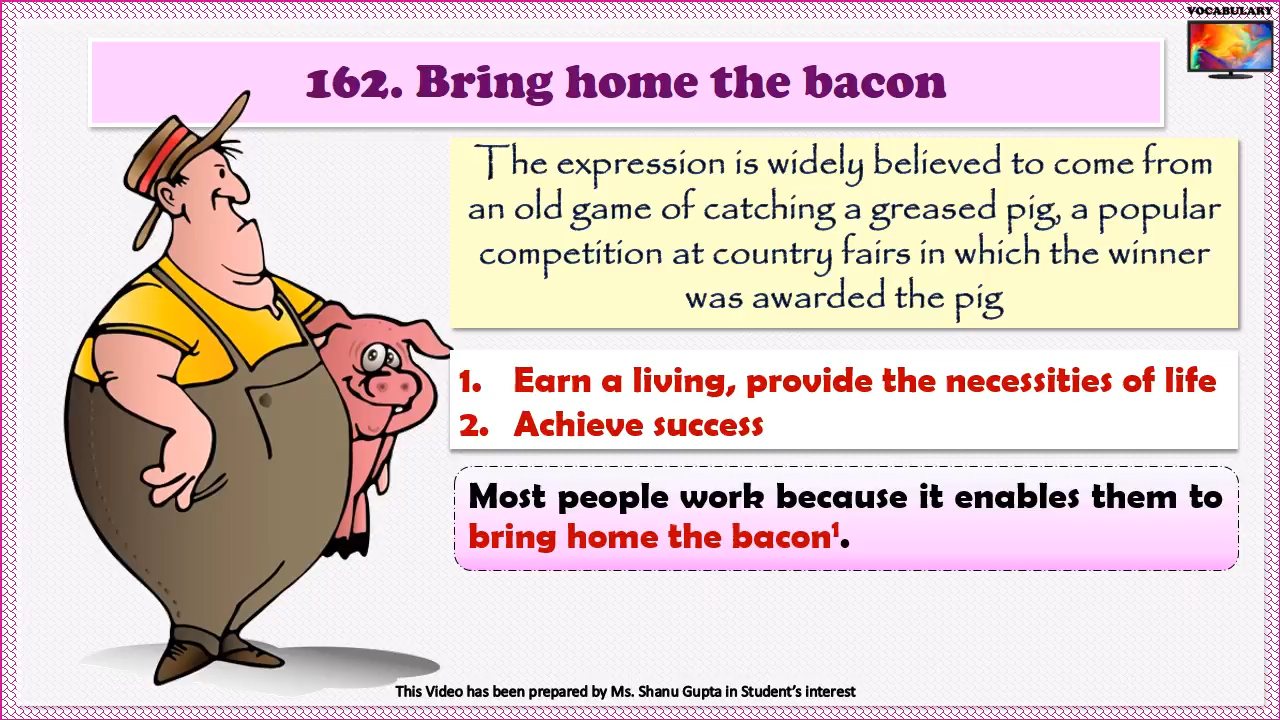 VOCABULARY
162. Bring home the bacon
The expression is widely believed to come from
an old game of catching a greased pig, a popular
competition at country fairs in which the winner
was awarded the pig
1. Earn a living, provide the necessities of life
2. Achieve success
Most people work because it enables them to
bring home the bacon¹.
This Video has been prepared by Ms. Shanu Gupta in Student's interest